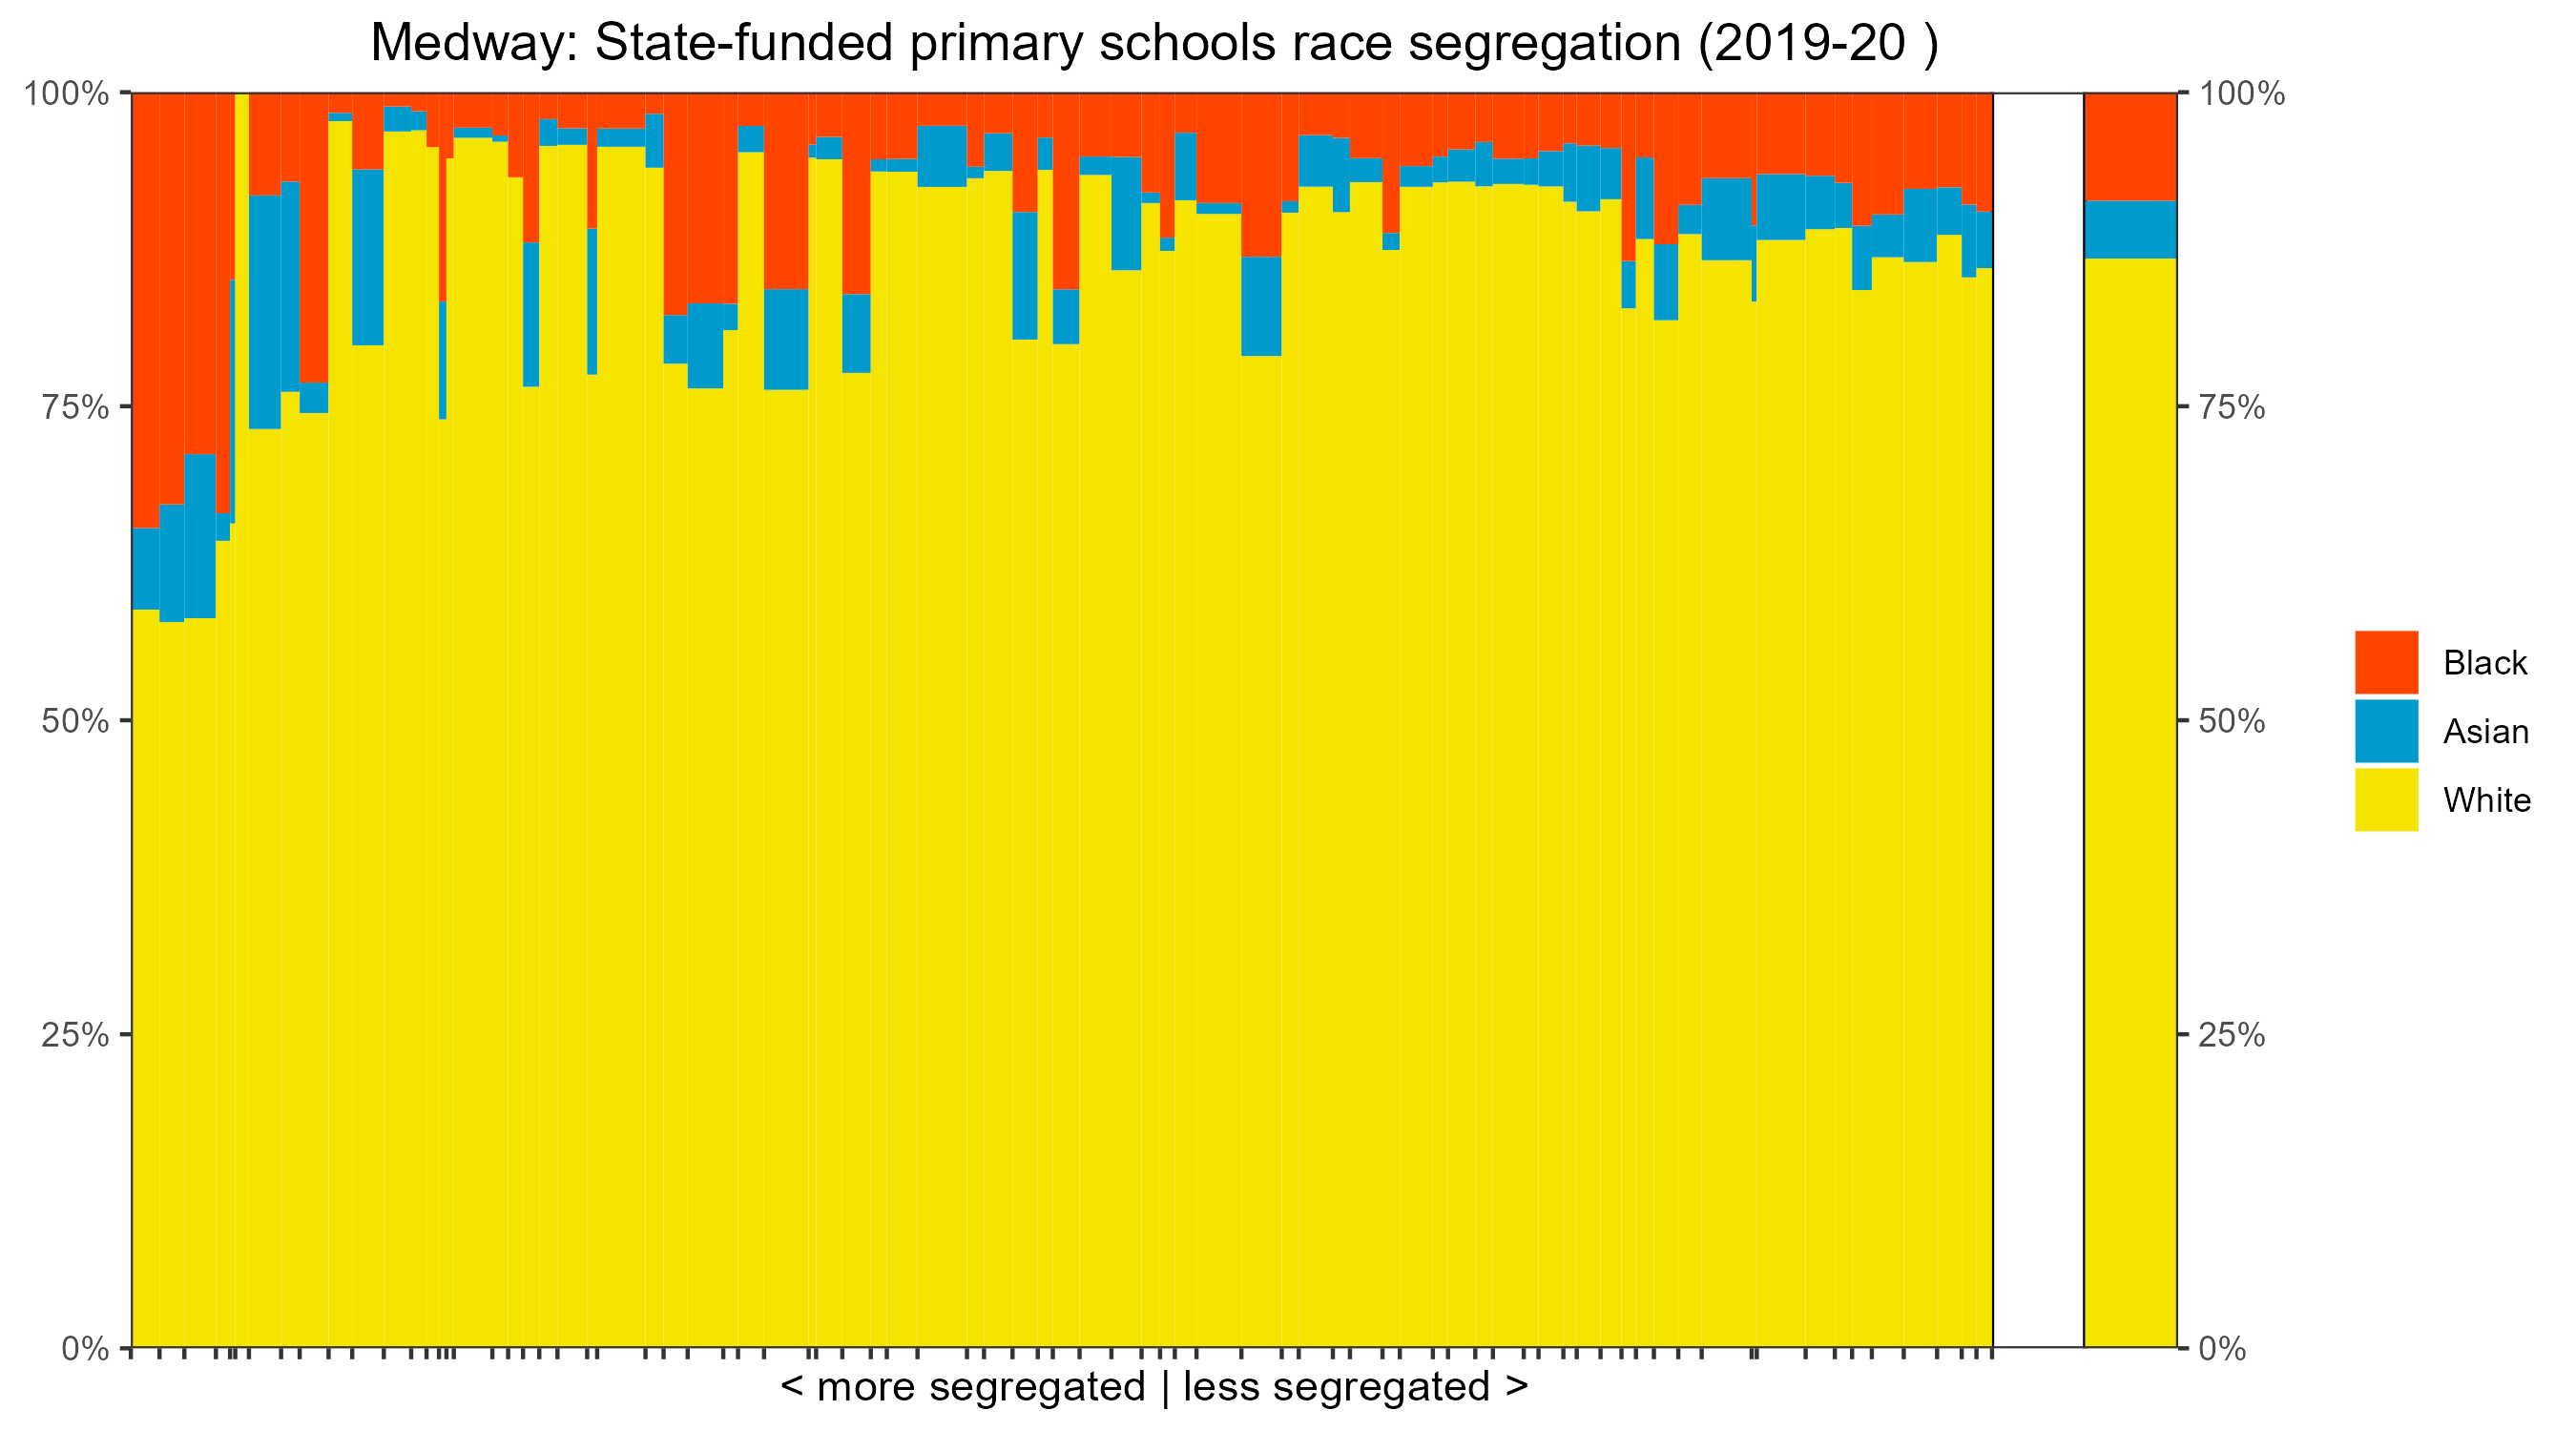 Medway: State-funded primary schools race segregation (2019-20 )
100%
100%
75%
75%
50%
50%
25%
25%
0%
0%
Black
Asian
White
< more segregated | less segregated >